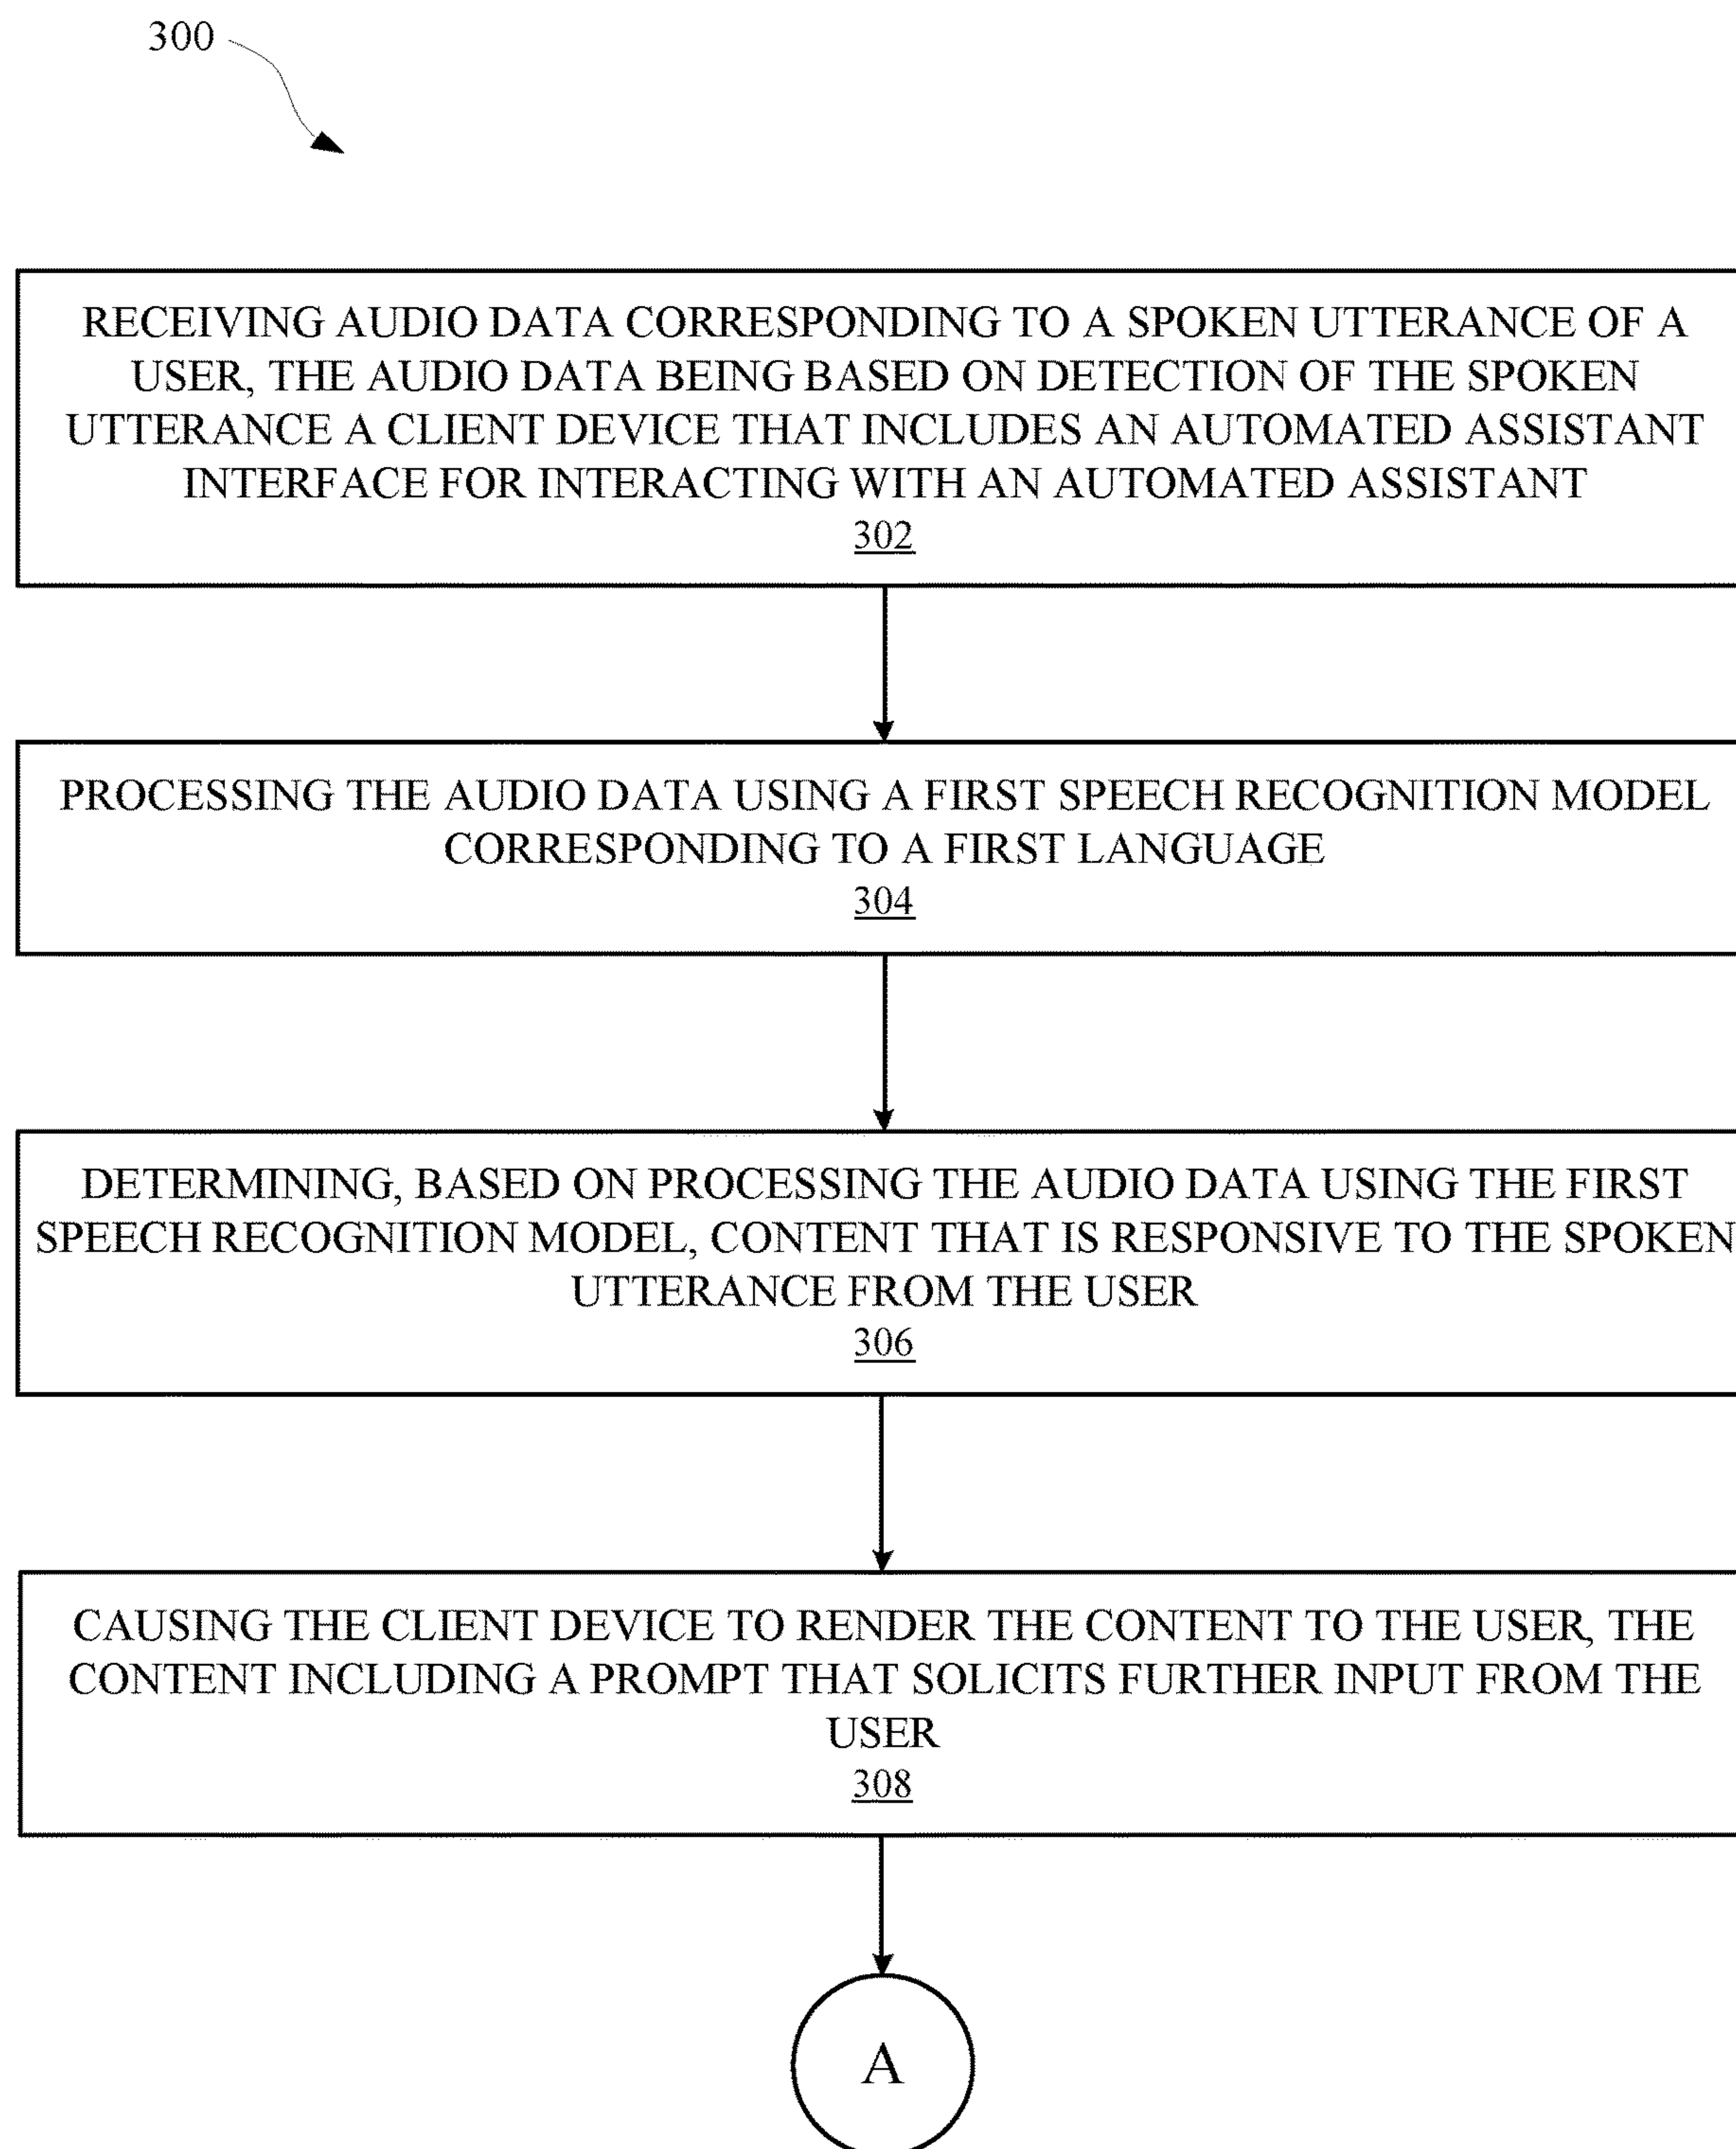 300
RECEIVING AUDIO DATA CORRESPONDING TO A SPOKEN UTTERANCE OF A
USER, THE AUDIO DATA BEING BASED ON DETECTION OF THE SPOKEN
UTTERANCE A CLIENT DEVICE THAT INCLUDES AN AUTOMATED ASSISTANT
INTERFACE FOR INTERACTING WITH AN AUTOMATED ASSISTANT
302
PROCESSING THE AUDIO DATA USING A FIRST SPEECH RECOGNITION MODEL
CORRESPONDING TO A FIRST LANGUAGE
304
DETERMINING, BASED ON PROCESSING THE AUDIO DATA USING THE FIRST
SPEECH RECOGNITION MODEL, CONTENT THAT IS RESPONSIVE TO THE SPOKEN
UTTERANCE FROM THE USER
306
CAUSING THE CLIENT DEVICE TO RENDER THE CONTENT TO THE USER, THE
CONTENT INCLUDING A PROMPT THAT SOLICITS FURTHER INPUT FROM THE
USER
308
A